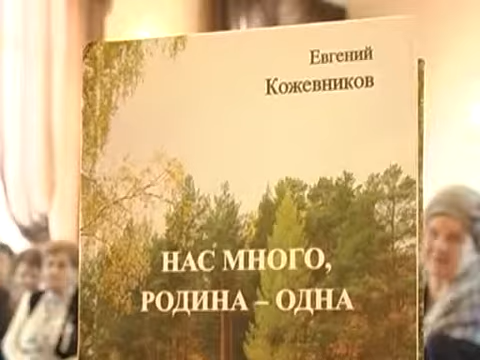 Евгений
Кожевников
НАС МНОГО,
РОДИНА – ОДНА